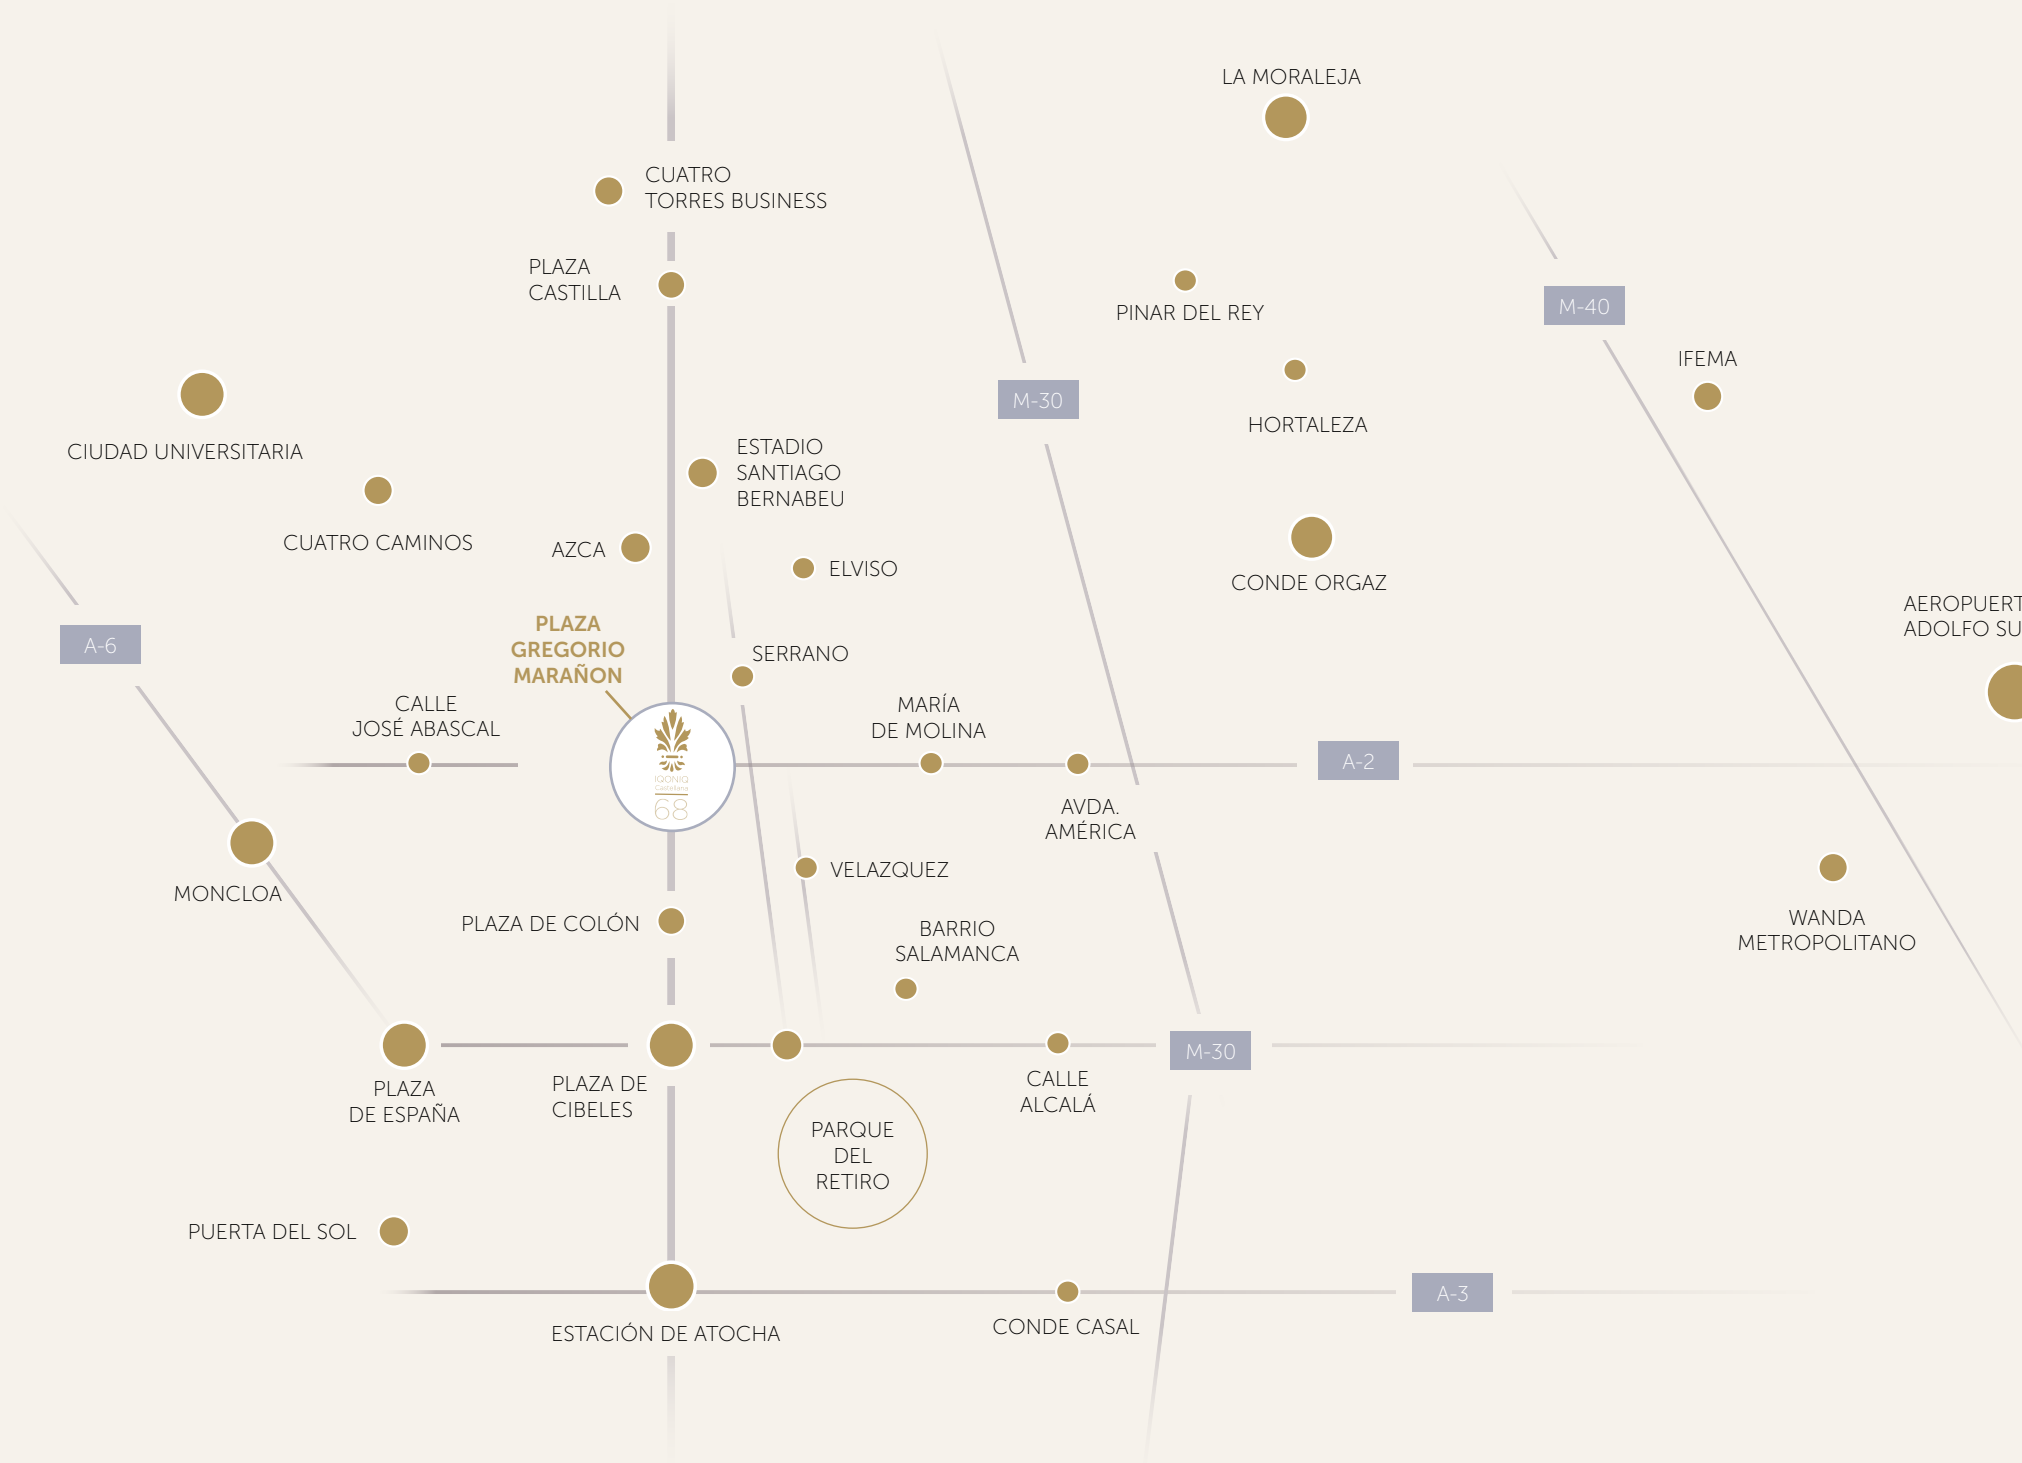 LA MORALEJA
CUATRO
TORRES BUSINESS
PLAZA
CASTILLA
PINAR DEL REY
M-40
IFEMA
M-30
HORTALEZA
CIUDAD UNIVERSITARIA
ESTADIO
SANTIAGO
BERNABEU
CUATRO CAMINOS
AZCA
ELVISO
CONDE ORGAZ
AEROPUERT
ADOLFO SU
A-6
PLAZA
GREGORIO
MARAÑON
SERRANO
CALLE
JOSÉ ABASCAL
MARÍA
DE MOLINA
A-2
IQONIQ
Castellana
68
AVDA.
AMÉRICA
MONCLOA
VELAZQUEZ
PLAZA DE COLÓN
BARRIO
SALAMANCA
WANDA
METROPOLITANO
M-30
PLAZA
DE ESPAÑA
PLAZA DE
CIBELES
CALLE
ALCALÁ
PARQUE
DEL
RETIRO
PUERTA DEL SOL
A-3
ESTACIÓN DE ATOCHA
CONDE CASAL